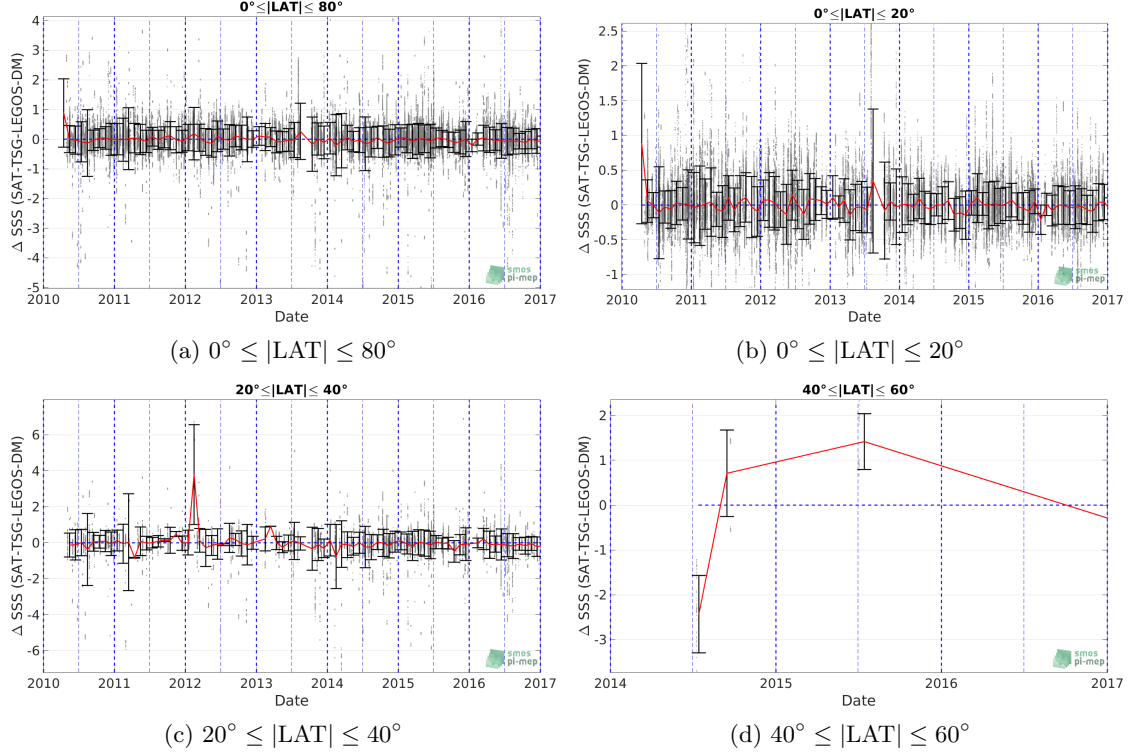 0°≤|LAT|≤ 80°
Δ SSS (SAT-TSG-LEGOS-DM)
4
3
2
1
0
-1
-2
-3
-4
-5
2010 2011 2012 2013 2014 2015 2016 2017
Date
smos
pi-mep
(a) 0° ≤ |LAT| ≤ 80°
0°≤|LAT|≤ 20°
Δ SSS (SAT-TSG-LEGOS-DM)
2.5
2
1.5
1
0.5
0
-0.5
-1
2010 2011 2012 2013 2014 2015 2016 2017
Date
smos
pi-mep
(b) 0° ≤ |LAT| ≤ 20°
20°≤|LAT|≤ 40°
Δ SSS (SAT-TSG-LEGOS-DM)
6
4
2
0
-2
-4
-6
2010 2011 2012 2013 2014 2015 2016 2017
Date
smos
pi-mep
(c) 20° ≤ |LAT| ≤ 40°
40°≤|LAT|≤ 60°
Δ SSS (SAT-TSG-LEGOS-DM)
2
1
0
-1
-2
-3
2014 2015 2016 2017
Date
smos
pi-mep
(d) 40° ≤ |LAT| ≤ 60°